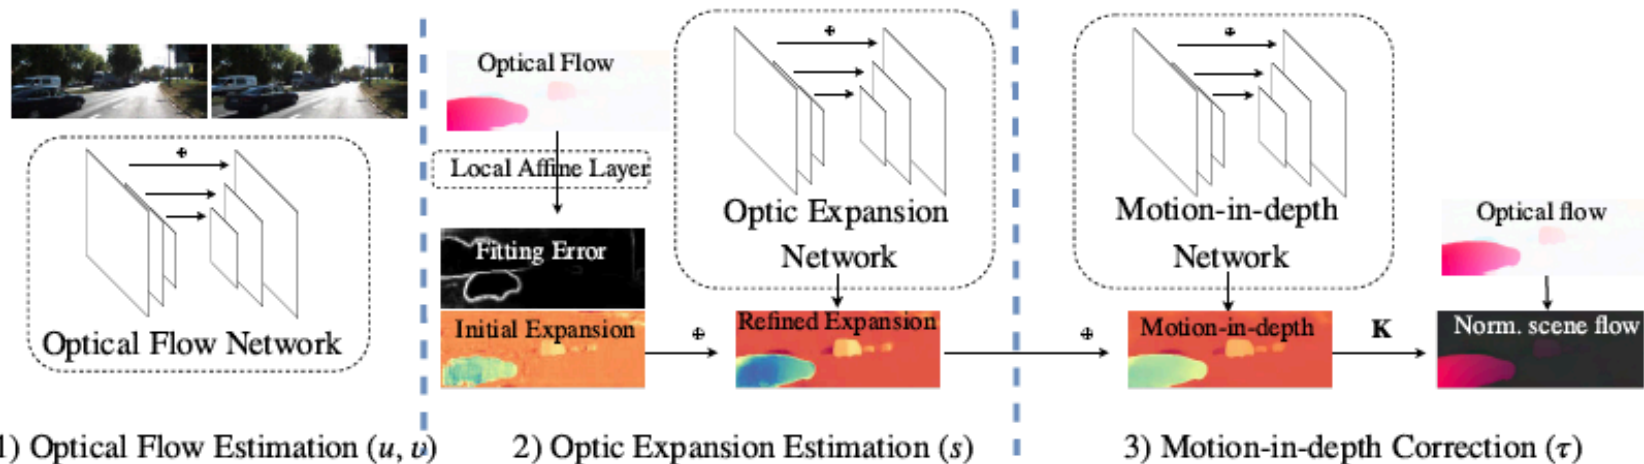 Optical Flow Network
1) Optical Flow Estimation (u, v)
Optical Flow
Local Affine Layer
Fitting Error
Initial Expansion
⊕
Optic Expansion
Network
Refined Expansion
2) Optic Expansion Estimation (s)
Motion-in-depth
Network
Motion-in-depth
K
Optical flow
Norm. scene flow
3) Motion-in-depth Correction (τ)